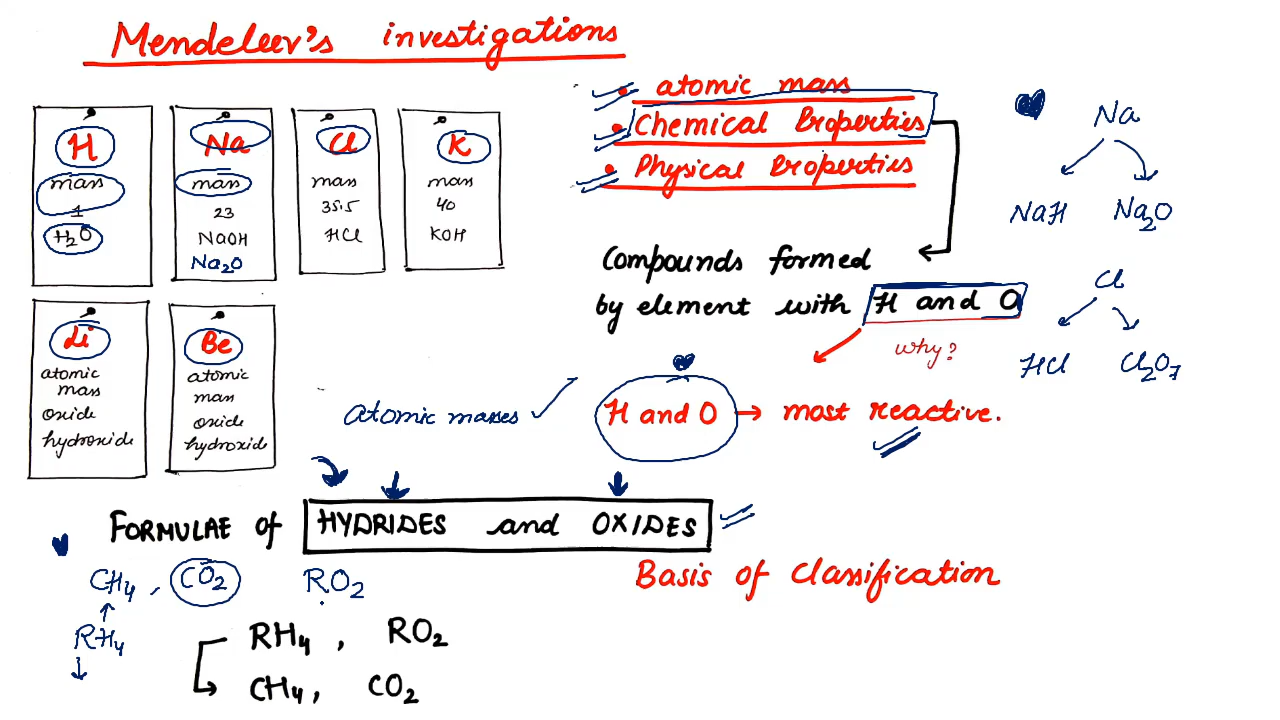 Mendeleev's investigations
H
mass
1
H₂O
Na
mass
23
NaOH
Na₂O
Cl
mass
35.5
HCl
K
mass
40
KOH
Li
atomic
mass
oxide
hydroxide
Be
atomic
mass
oxide
hydroxide
atomic mass
Chemical Properties
Physical Properties
Compounds formed
by element with H and O
why?
Na
NaH Na₂O
Cl
HCl Cl₂O₇
Atomic masses
H and O → most reactive.
FORMULAE of HYDRIDES and OXIDES
Basis of Classification
CH₄, CO₂ RO₂
RH₄
RH₄, RO₂
CH₄, CO₂